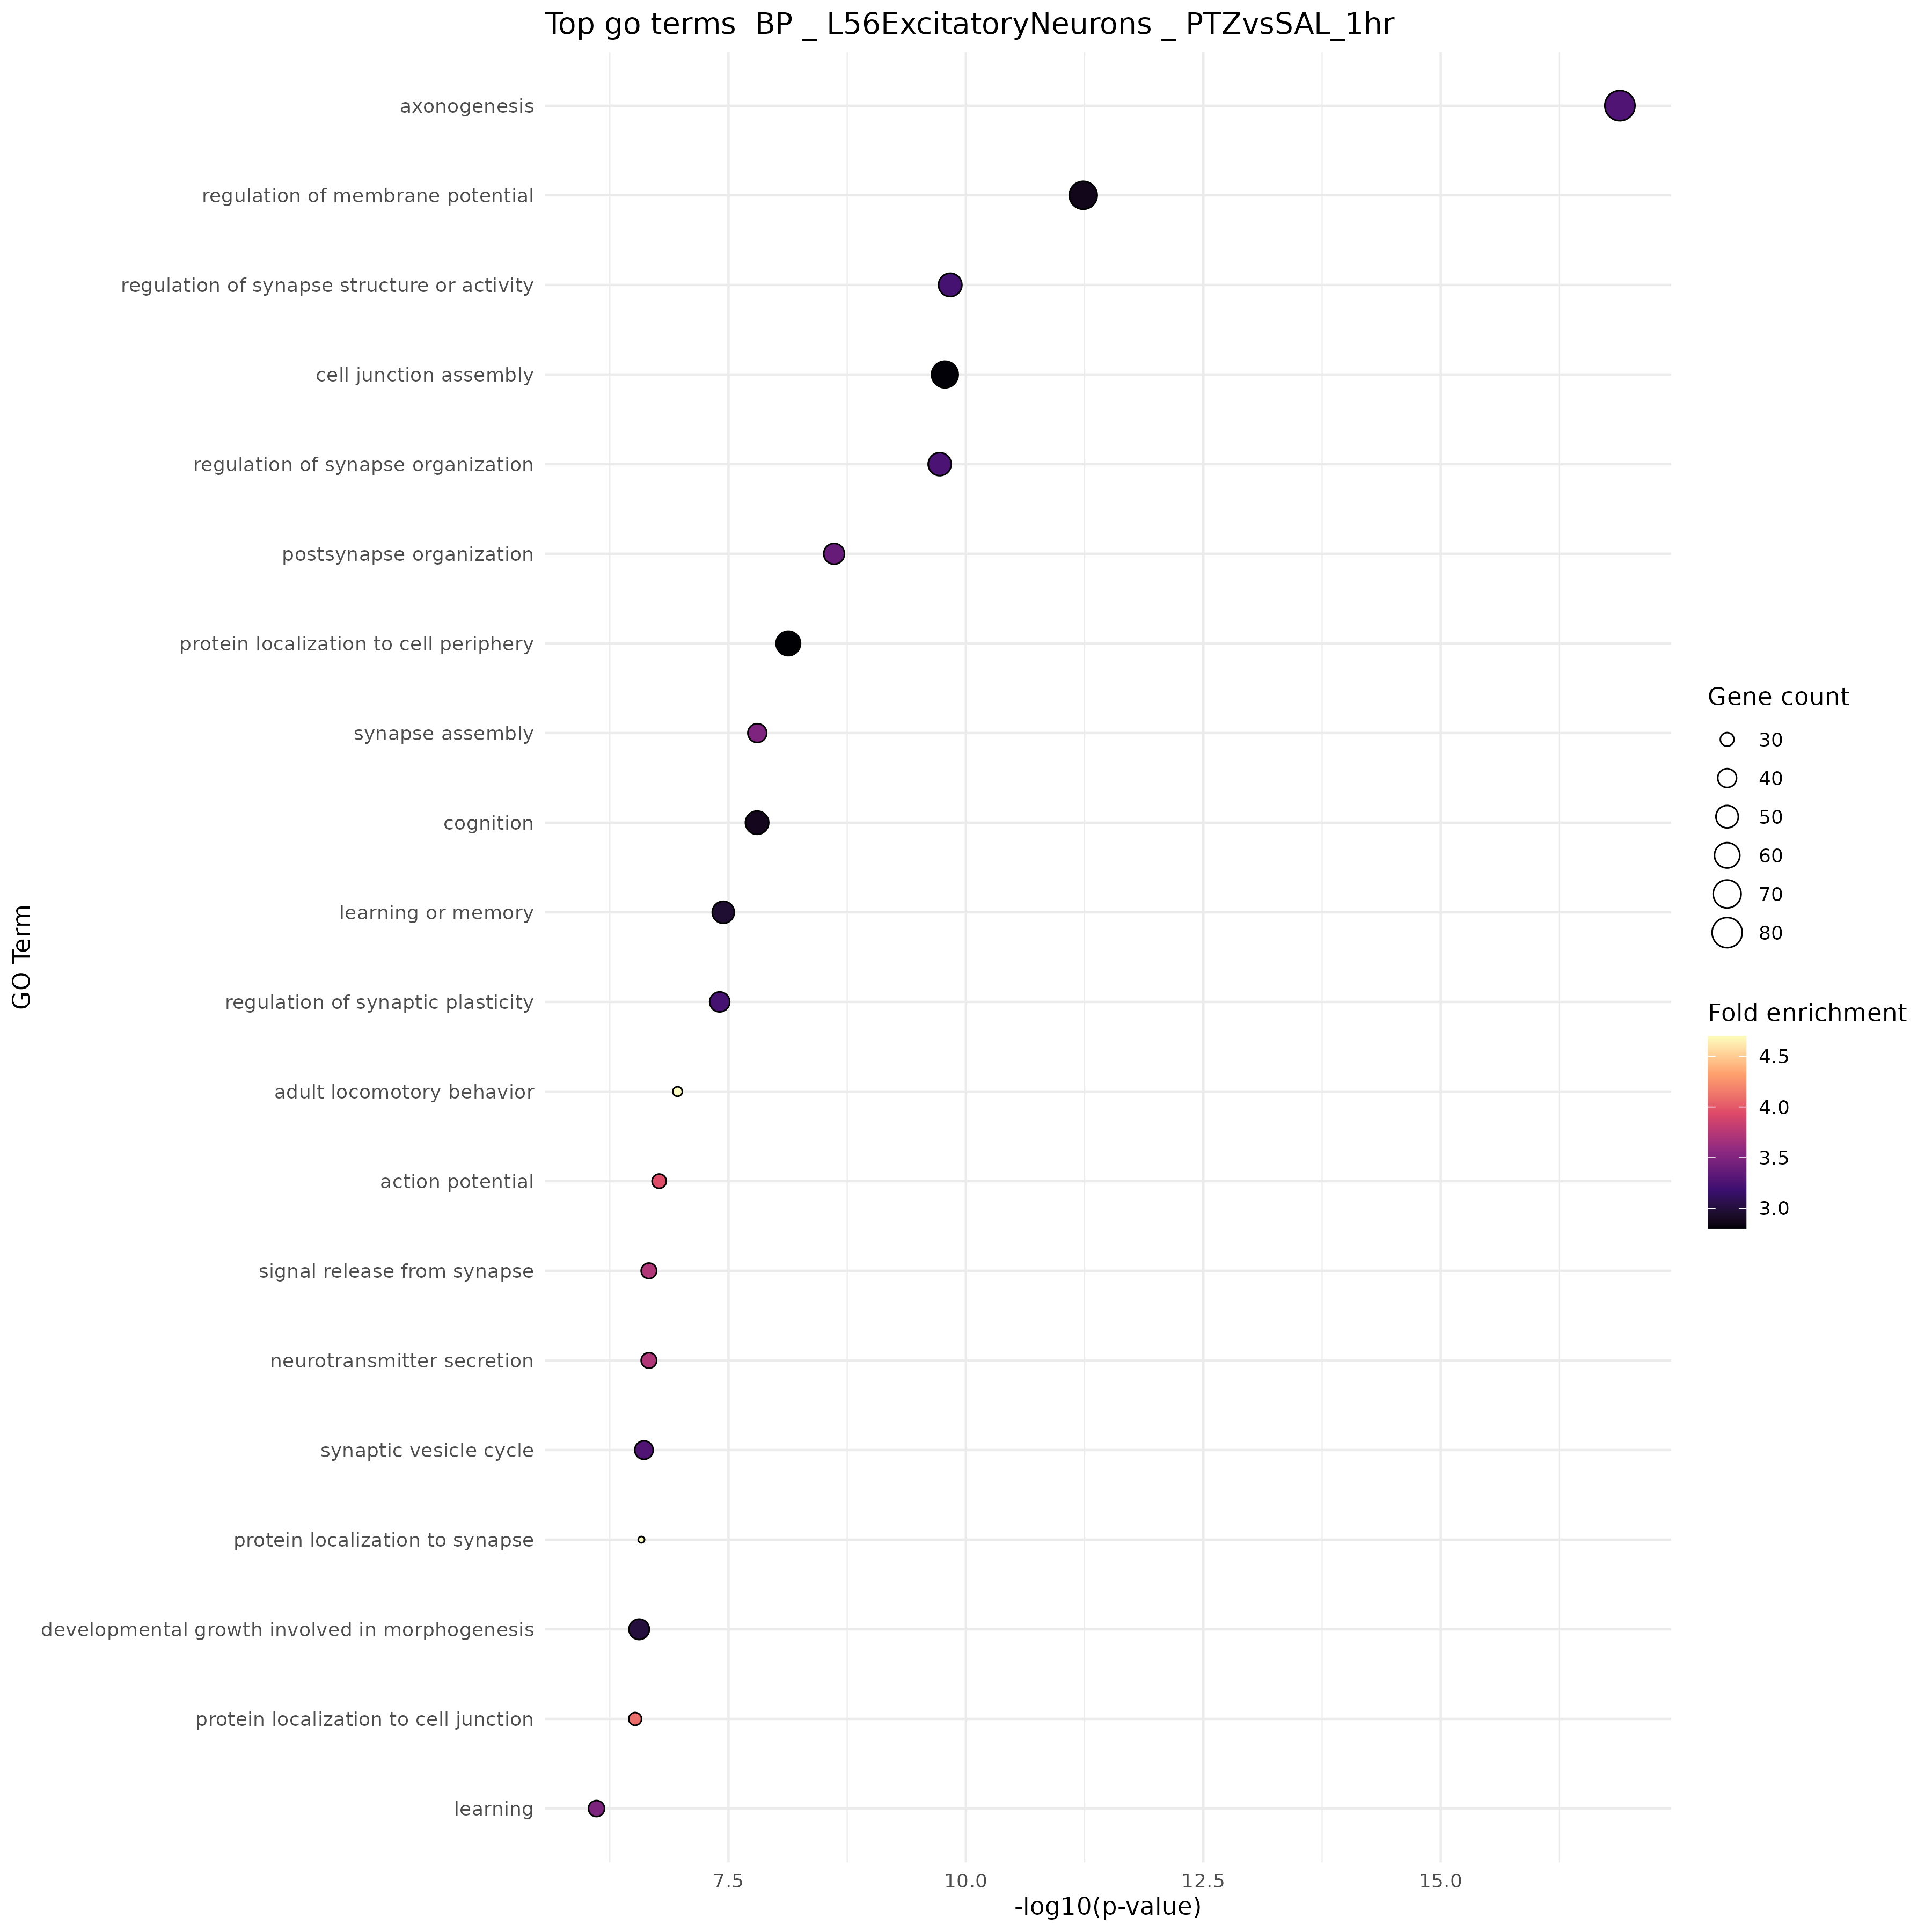 Top go terms  BP _ L56ExcitatoryNeurons _ PTZvsSAL_1hr
GO Term
axonogenesis
regulation of membrane potential
regulation of synapse structure or activity
cell junction assembly
regulation of synapse organization
postsynapse organization
protein localization to cell periphery
synapse assembly
cognition
learning or memory
regulation of synaptic plasticity
adult locomotory behavior
action potential
signal release from synapse
neurotransmitter secretion
synaptic vesicle cycle
protein localization to synapse
developmental growth involved in morphogenesis
protein localization to cell junction
learning
7.5 10.0 12.5 15.0
-log10(p-value)
Gene count
30
40
50
60
70
80
Fold enrichment
4.5
4.0
3.5
3.0